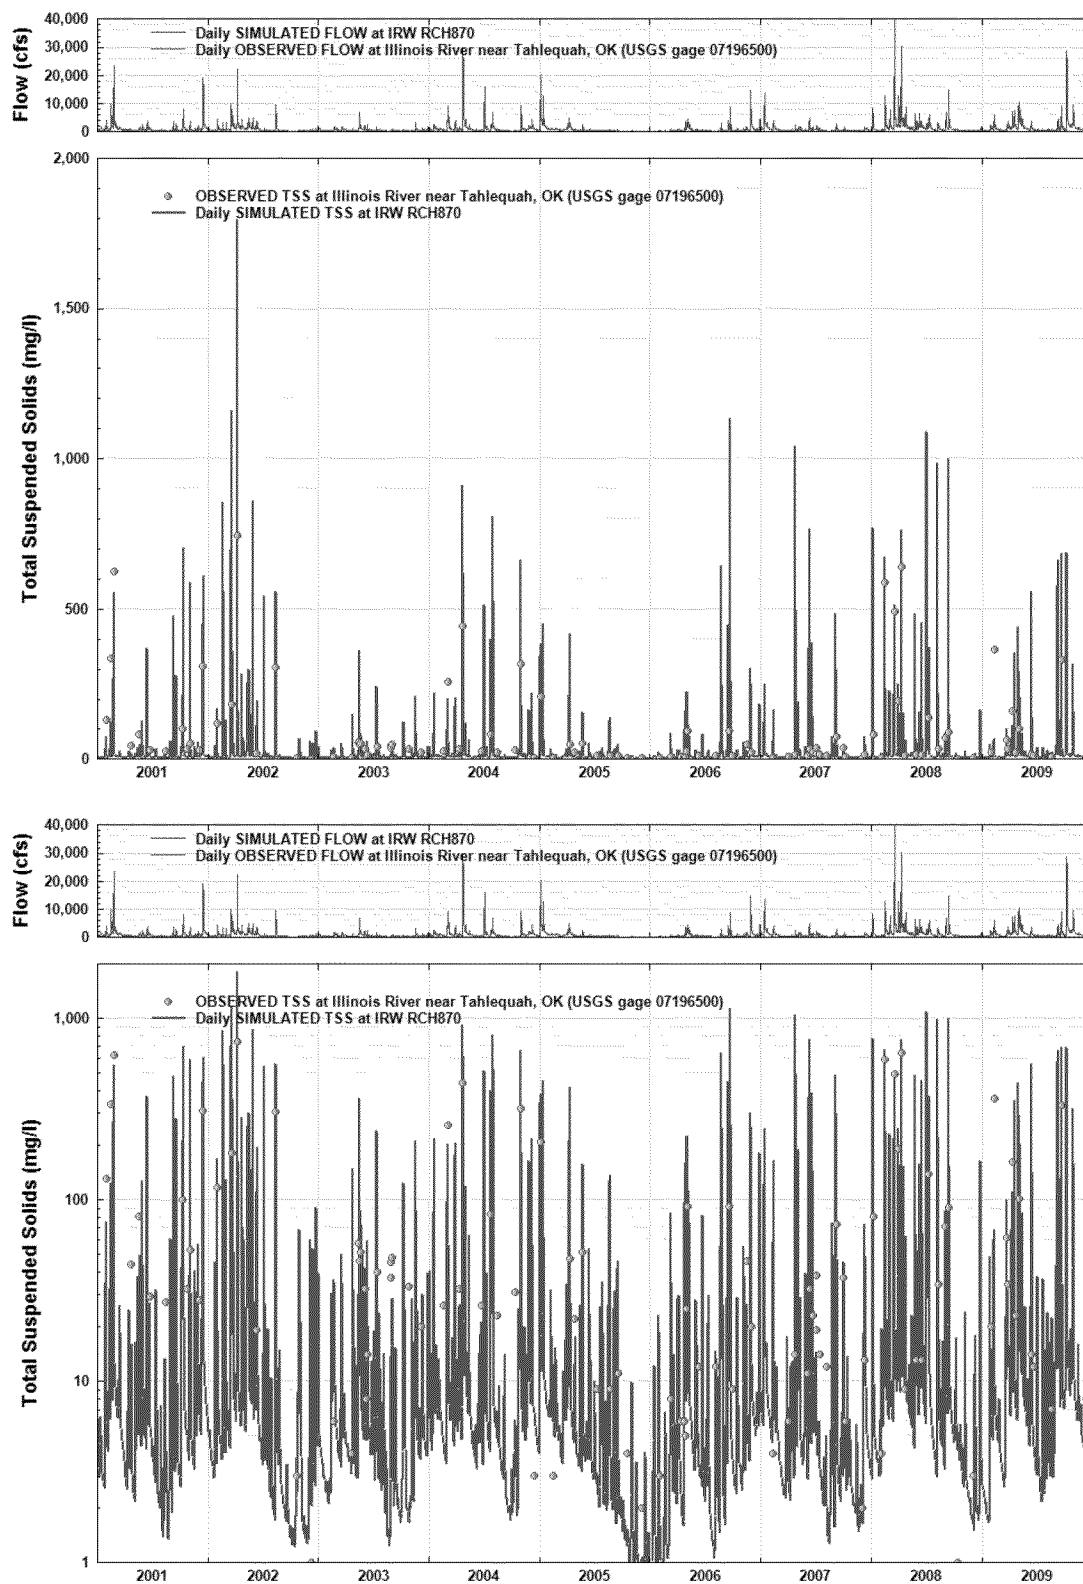 40,000
30,000
20,000
10,000
0
Flow (cfs)
Daily SIMULATED FLOW at IRW RCH870
Daily OBSERVED FLOW at Illinois River near Tahlequah, OK (USGS gage 07196500)
2,000
1,500
1,000
500
0
Total Suspended Solids (mg/l)
OBSERVED TSS at Illinois River near Tahlequah, OK (USGS gage 07196500)
Daily SIMULATED TSS at IRW RCH870
2001 2002 2003 2004 2005 2006 2007 2008 2009
40,000
30,000
20,000
10,000
0
Flow (cfs)
Daily SIMULATED FLOW at IRW RCH870
Daily OBSERVED FLOW at Illinois River near Tahlequah, OK (USGS gage 07196500)
1,000
100
10
1
Total Suspended Solids (mg/l)
OBSERVED TSS at Illinois River near Tahlequah, OK (USGS gage 07196500)
Daily SIMULATED TSS at IRW RCH870
2001 2002 2003 2004 2005 2006 2007 2008 2009